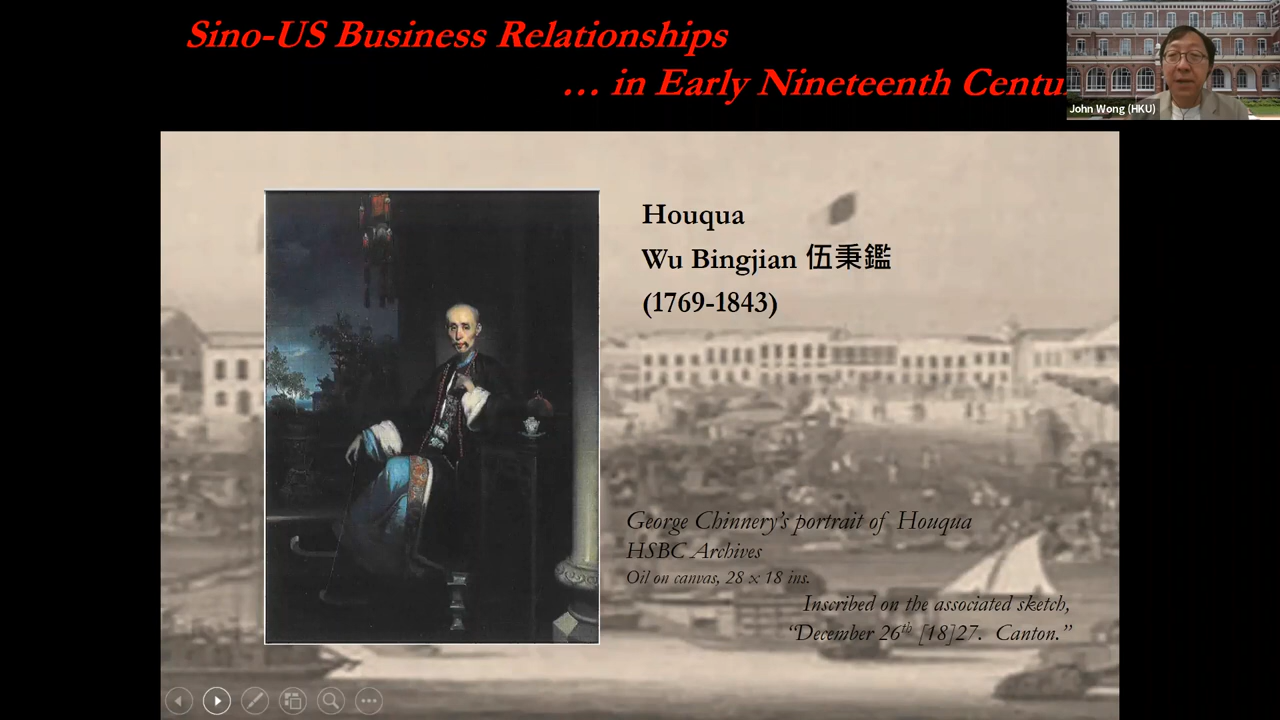 Sino-US Business Relationships
… in Early Nineteenth Centu
John Wong (HKU)
Houqua
Wu Bingjian 伍秉鑑
(1769-1843)
George Chinnery's portrait of Houqua
HSBC Archives
Oil on canvas, 28 x 18 ins.
Inscribed on the associated sketch,
“December 26th [18]27. Canton.”